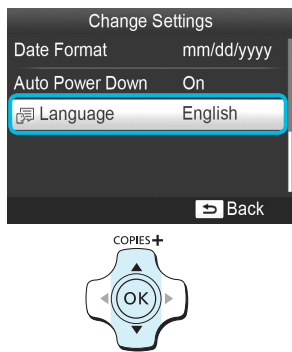 Change Settings
Date Format mm/dd/yyyy
Auto Power Down On
Language English
Back
COPIES+
OK